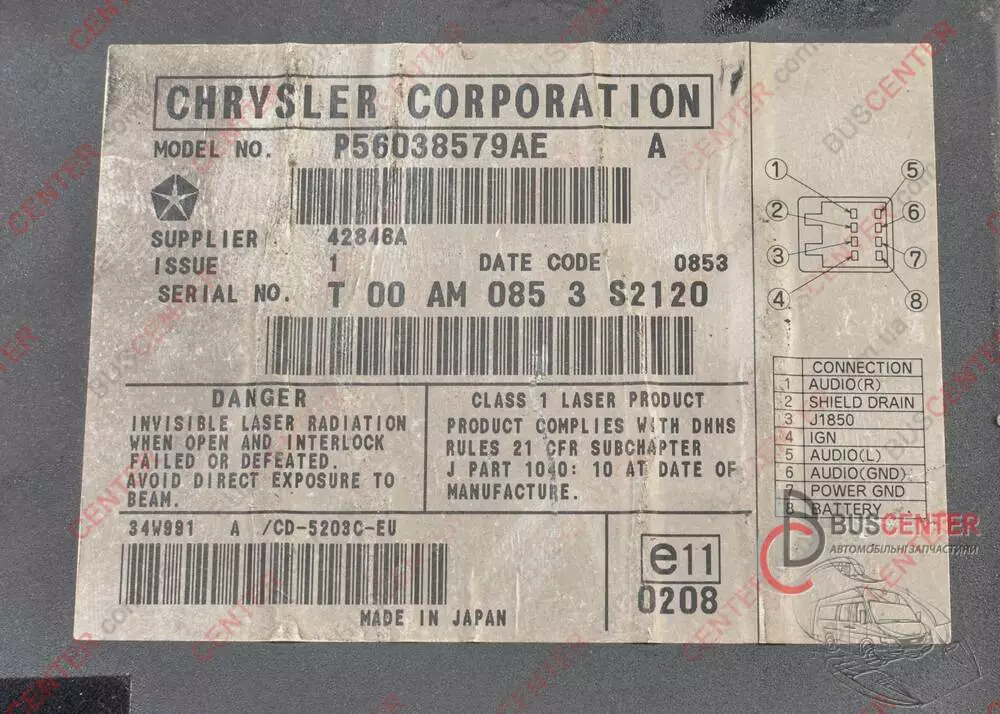 CHRYSLER CORPORATION
MODEL NO. P56038579AE A
SUPPLIER 42846A
ISSUE 1 DATE CODE 0853
SERIAL NO. T 00 AM 085 3 S2120
DANGER
INVISIBLE LASER RADIATION
WHEN OPEN AND INTERLOCK
FAILED OR DEFEATED.
AVOID DIRECT EXPOSURE TO
BEAM.
CLASS 1 LASER PRODUCT
PRODUCT COMPLIES WITH DHHS
RULES 21 CFR SUBCHAPTER
J PART 1040: 10 AT DATE OF
MANUFACTURE.
34W991 A /CD-5203C-EU
MADE IN JAPAN
e11
0208
1
2
3
4
5
6
7
8
CONNECTION
1 AUDIO(R)
2 SHIELD DRAIN
3 J1850
4 IGN
5 AUDIO(L)
6 AUDIO(GND)
7 POWER GND
8 BATTERY
BUSCENTER
АВТОМОБІЛЬНІ ЗАПЧАСТИНИ